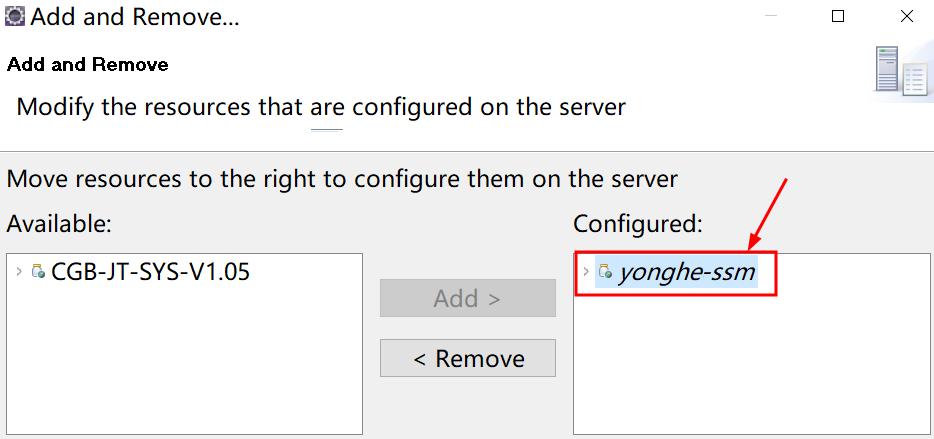 Add and Remove...
Add and Remove
Modify the resources that are configured on the server
Move resources to the right to configure them on the server
Available:
Configured:
CGB-JT-SYS-V1.05
yonghe-ssm
Add >
< Remove